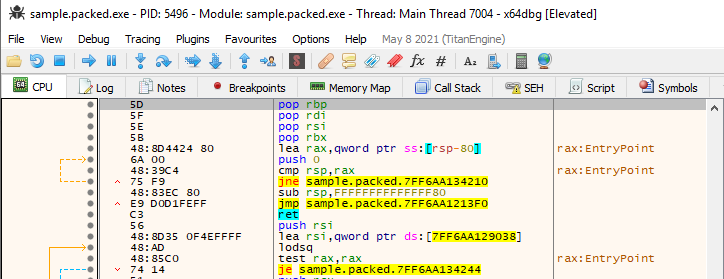 sample.packed.exe - PID: 5496 - Module: sample.packed.exe - Thread: Main Thread 7004 - x64dbg [Elevated]
File View Debug Tracing Plugins Favourites Options Help May 8 2021 (TitanEngine)
CPU Log Notes Breakpoints Memory Map Call Stack SEH Script Symbols
5D pop rbp
5F pop rdi
5E pop rsi
5B pop rbx
48:8D4424 80 lea rax,qword ptr ss:[rsp-80] rax:EntryPoint
6A 00 push 0
48:39C4 cmp rsp,rax rax:EntryPoint
75 F9 jne sample.packed.7FF6AA134210
48:83EC 80 sub rsp,FFFFFFFFFFFFFF80
E9 D0D1FEFF jmp sample.packed.7FF6AA1213F0
C3 ret
56 push rsi
48:8D35 0F4EFFFF lea rsi,qword ptr ds:[7FF6AA129038]
48:AD lodsq
48:85C0 test rax,rax rax:EntryPoint
74 14 je sample.packed.7FF6AA134244